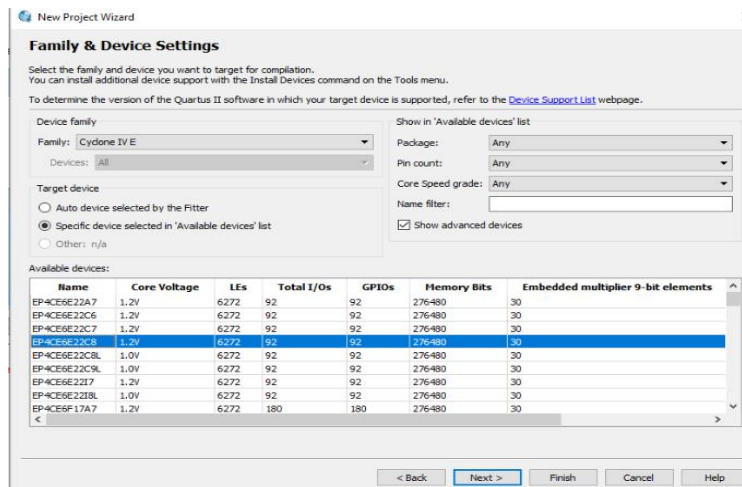 New Project Wizard
Family & Device Settings
Select the family and device you want to target for compilation.
You can install additional device support with the Install Devices command on the Tools menu.
To determine the version of the Quartus II software in which your target device is supported, refer to the Device Support List webpage.
Device family
Family: Cyclone IV E
Devices: All
Target device
Auto device selected by the Fitter
Specific device selected in 'Available devices' list
Other: n/a
Show in 'Available devices' list
Package: Any
Pin count: Any
Core Speed grade: Any
Name filter:
Show advanced devices
Available devices:
Name Core Voltage LEs Total I/Os GPIOs Memory Bits Embedded multiplier 9-bit elements
EP4CE6E22A7 1.2V 6272 92 92 276480 30
EP4CE6E22C6 1.2V 6272 92 92 276480 30
EP4CE6E22C7 1.2V 6272 92 92 276480 30
EP4CE6E22C8 1.2V 6272 92 92 276480 30
EP4CE6E22C8L 1.0V 6272 92 92 276480 30
EP4CE6E22C9L 1.0V 6272 92 92 276480 30
EP4CE6E22I7 1.2V 6272 92 92 276480 30
EP4CE6E22I8L 1.0V 6272 92 92 276480 30
EP4CE6F17A7 1.2V 6272 180 180 276480 30
< Back Next > Finish Cancel Help